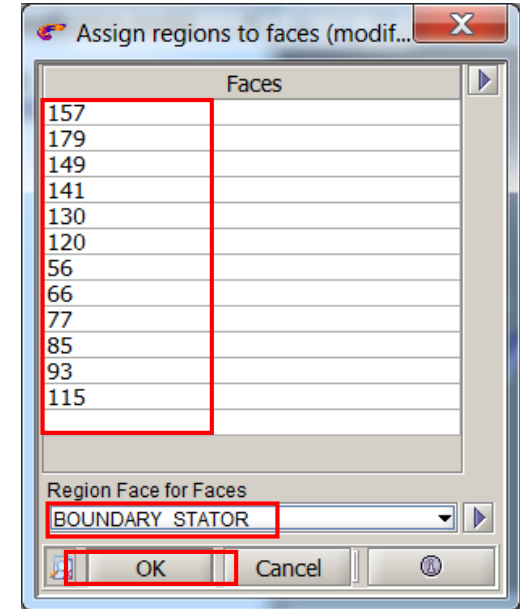 Assign regions to faces (modif...
Faces
157
179
149
141
130
120
56
66
77
85
93
115
Region Face for Faces
BOUNDARY_STATOR
OK Cancel